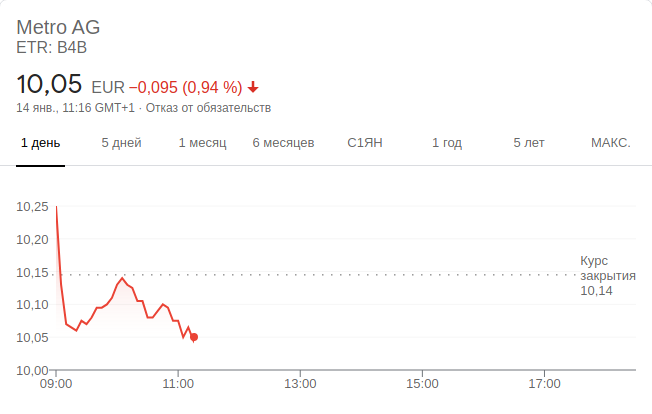 Metro AG
ETR: B4B
10,05 EUR −0,095 (0,94 %)
14 янв., 11:16 GMT+1 · Отказ от обязательств
1 день 5 дней 1 месяц 6 месяцев С1ЯН 1 год 5 лет МАКС.
10,25
10,20
10,15
10,10
10,05
10,00
Курс
закрытия
10,14
09:00 11:00 13:00 15:00 17:00